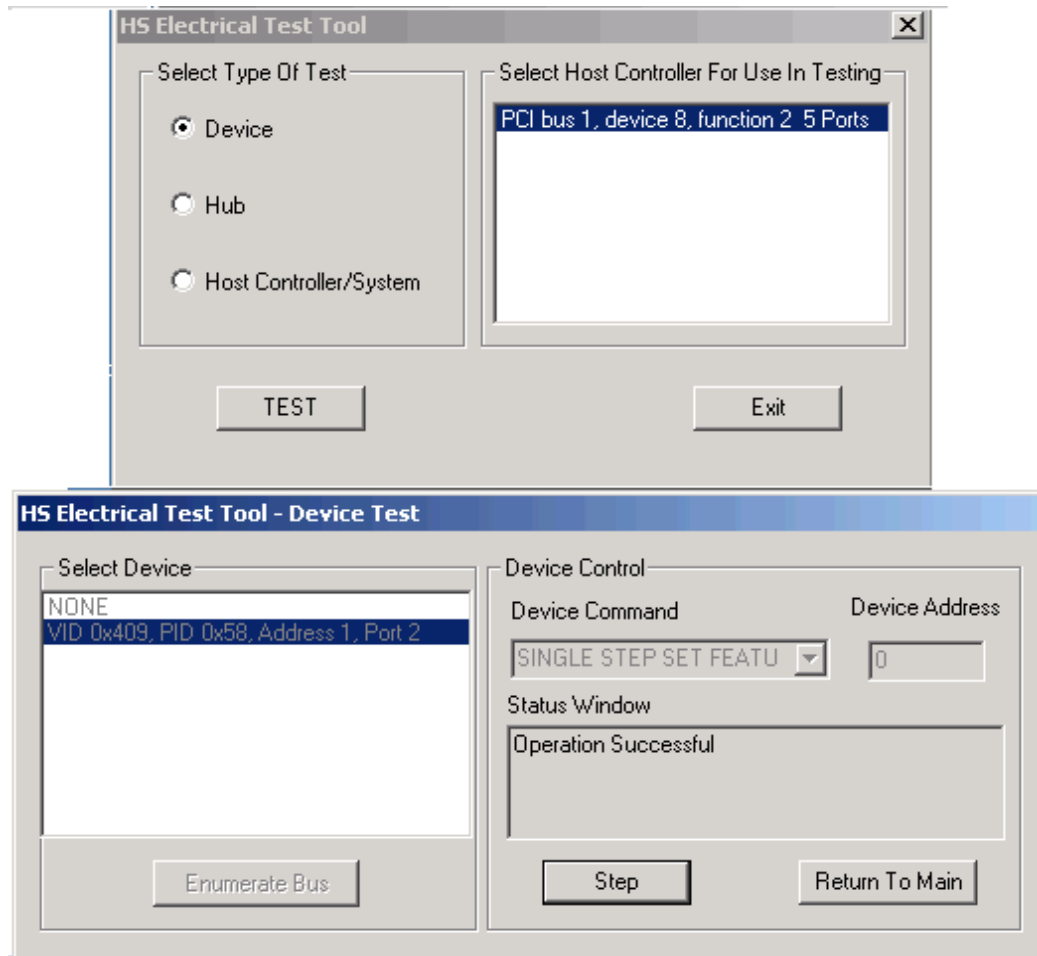 HS Electrical Test Tool
Select Type Of Test
Device
Hub
Host Controller/System
Select Host Controller For Use In Testing
PCI bus 1, device 8, function 2 5 Ports
TEST
Exit
HS Electrical Test Tool - Device Test
Select Device
NONE
VID 0x409, PID 0x58, Address 1, Port 2
Enumerate Bus
Device Control
Device Command
Device Address
SINGLE STEP SET FEATU
0
Status Window
Operation Successful
Step
Return To Main